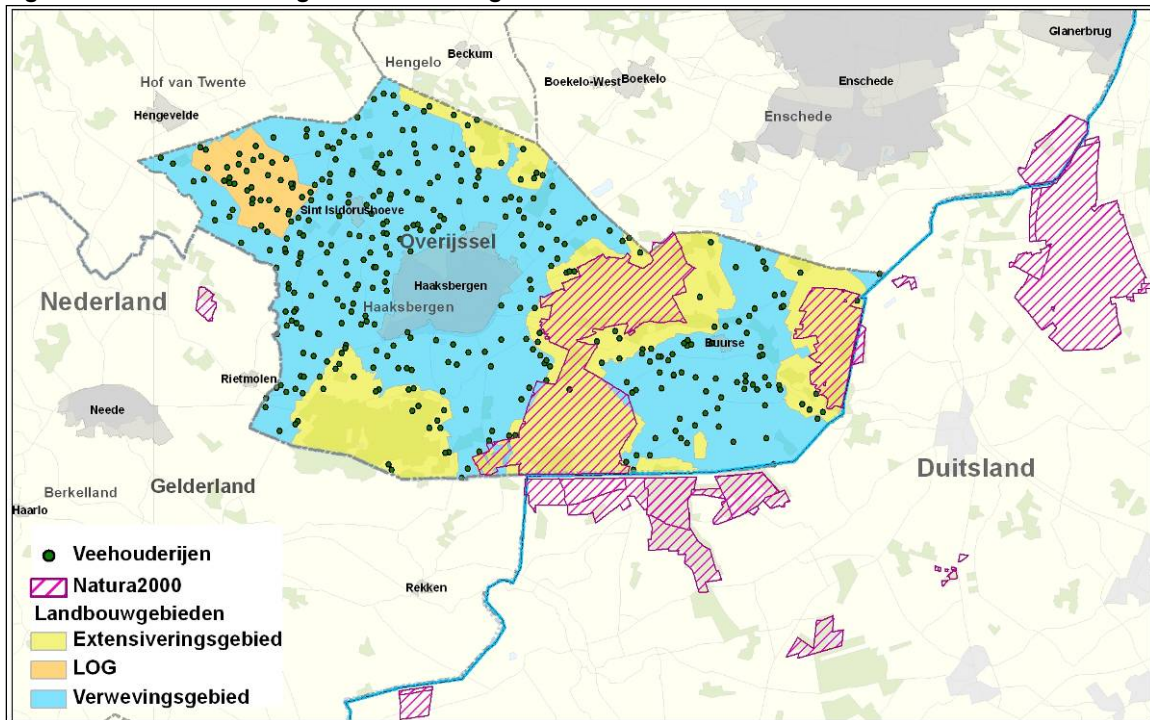 Glanerbrug
Beckum
Hengelo
Hof van Twente
Boekelo-West
Boekelo
Enschede
Hengevelde
Enschede
Sint Isidorushoeve
Overijssel
Haaksbergen
Nederland
Haaksbergen
Buurse
Rietmolen
Neede
Duitsland
Gelderland
Berkelland
Haarlo
Rekken
Veehouderijen
Natura2000
Landbouwgebieden
Extensiveringsgebied
LOG
Verwevingsgebied